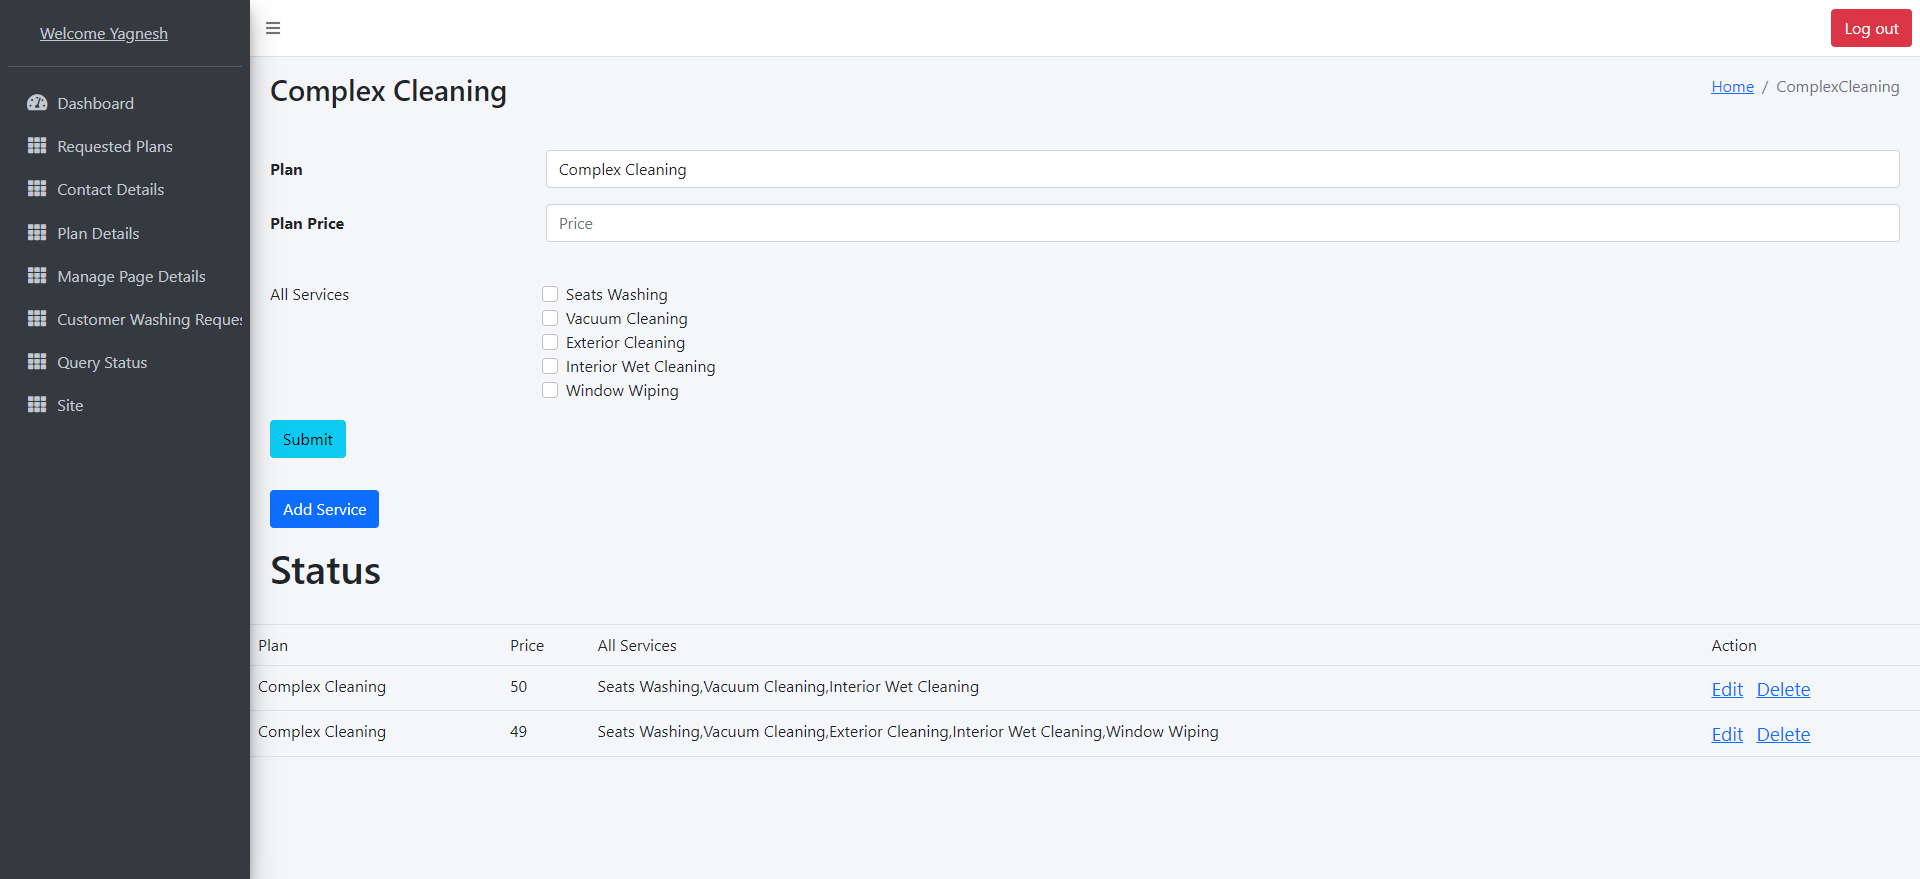 Welcome Yagnesh
Log out
Dashboard
Requested Plans
Contact Details
Plan Details
Manage Page Details
Customer Washing Reques
Query Status
Site
Complex Cleaning
Home / ComplexCleaning
Plan
Complex Cleaning
Plan Price
Price
All Services
Seats Washing
Vacuum Cleaning
Exterior Cleaning
Interior Wet Cleaning
Window Wiping
Submit
Add Service
Status
Plan Price All Services Action
Complex Cleaning 50 Seats Washing,Vacuum Cleaning,Interior Wet Cleaning Edit Delete
Complex Cleaning 49 Seats Washing,Vacuum Cleaning,Exterior Cleaning,Interior Wet Cleaning,Window Wiping Edit Delete